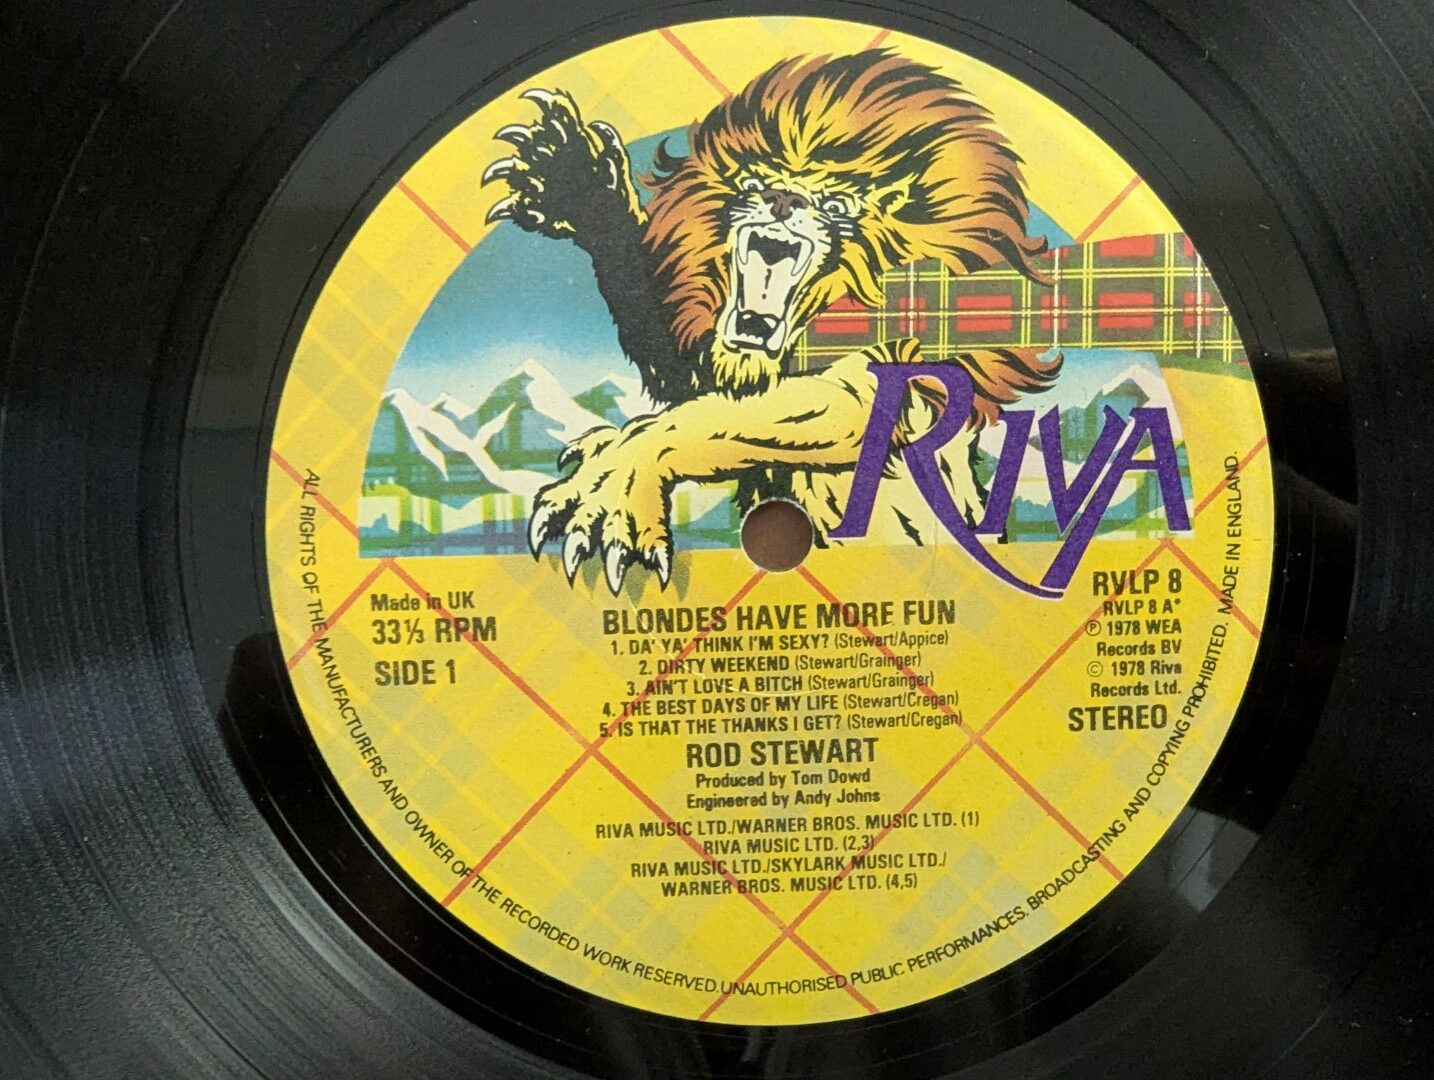 RIVA
Made in UK
33⅓ RPM
SIDE 1
RVLP 8
RVLP 8 A*
℗ 1978 WEA
Records BV
© 1978 Riva
Records Ltd.
STEREO
BLONDES HAVE MORE FUN
1. DA' YA' THINK I'M SEXY? (Stewart/Appice)
2. DIRTY WEEKEND (Stewart/Grainger)
3. AIN'T LOVE A BITCH (Stewart/Grainger)
4. THE BEST DAYS OF MY LIFE (Stewart/Cregan)
5. IS THAT THE THANKS I GET? (Stewart/Cregan)
ROD STEWART
Produced by Tom Dowd
Engineered by Andy Johns
RIVA MUSIC LTD./WARNER BROS. MUSIC LTD. (1)
RIVA MUSIC LTD. (2,3)
RIVA MUSIC LTD./SKYLARK MUSIC LTD./
WARNER BROS. MUSIC LTD. (4,5)
ALL RIGHTS OF THE MANUFACTURERS AND OWNER OF THE RECORDED WORK RESERVED. UNAUTHORISED PUBLIC PERFORMANCES. BROADCASTING AND COPYING PROHIBITED. MADE IN ENGLAND.